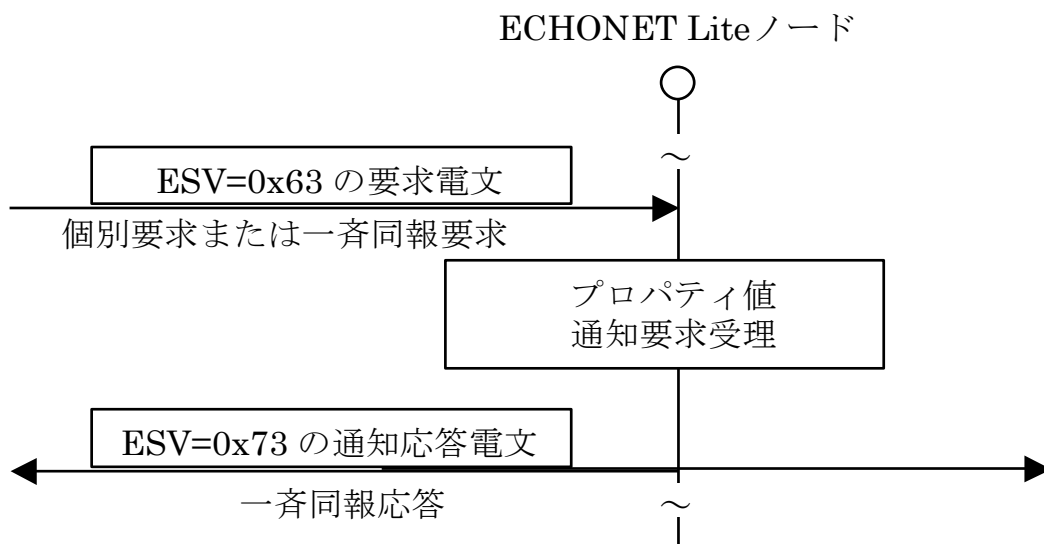 ECHONET Liteノード
～
ESV=0x63 の要求電文
個別要求または一斉同報要求
プロパティ値
通知要求受理
ESV=0x73 の通知応答電文
一斉同報応答
～